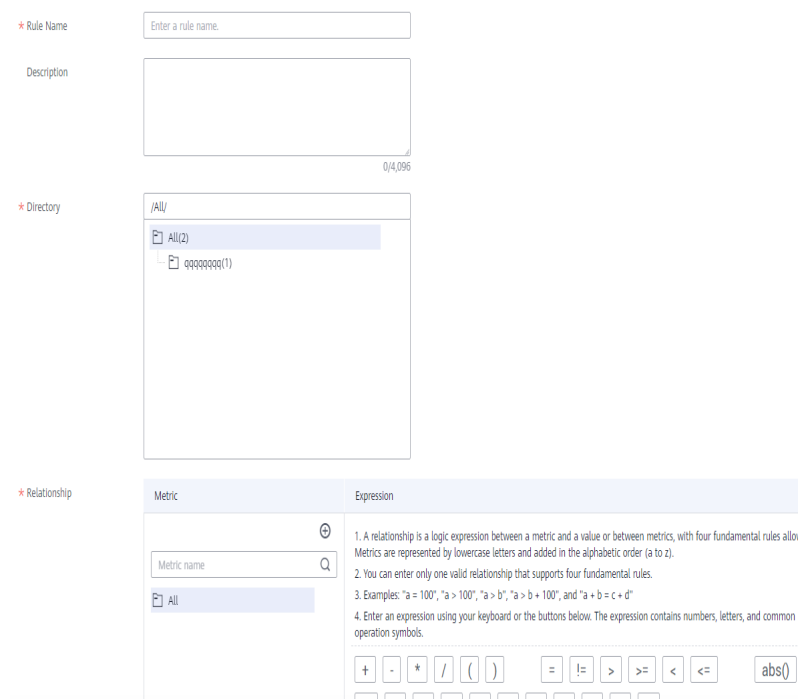 * Rule Name
Enter a rule name.
Description
0/4,096
* Directory
/All/
All(2)
qqqqqqqq(1)
* Relationship
Metric
Expression
Metric name
All
1. A relationship is a logic expression between a metric and a value or between metrics, with four fundamental rules allow
Metrics are represented by lowercase letters and added in the alphabetic order (a to z).
2. You can enter only one valid relationship that supports four fundamental rules.
3. Examples: "a = 100", "a > 100", "a > b", "a > b + 100", and "a + b = c + d"
4. Enter an expression using your keyboard or the buttons below. The expression contains numbers, letters, and common
operation symbols.
+ - * / ( ) = != > >= < <= abs()